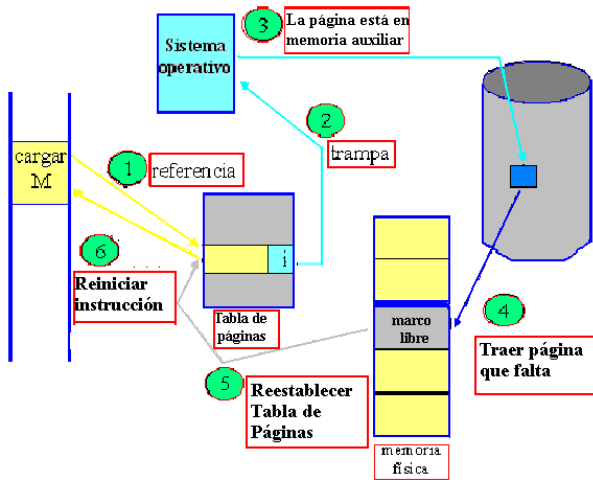 3
La página está en
memoria auxiliar
Sistema
operativo
2
trampa
cargar
M
1
referencia
i
6
Reiniciar
instrucción
Tabla de
páginas
marco
libre
4
Traer página
que falta
5
Reestablecer
Tabla de
Páginas
memoria
física